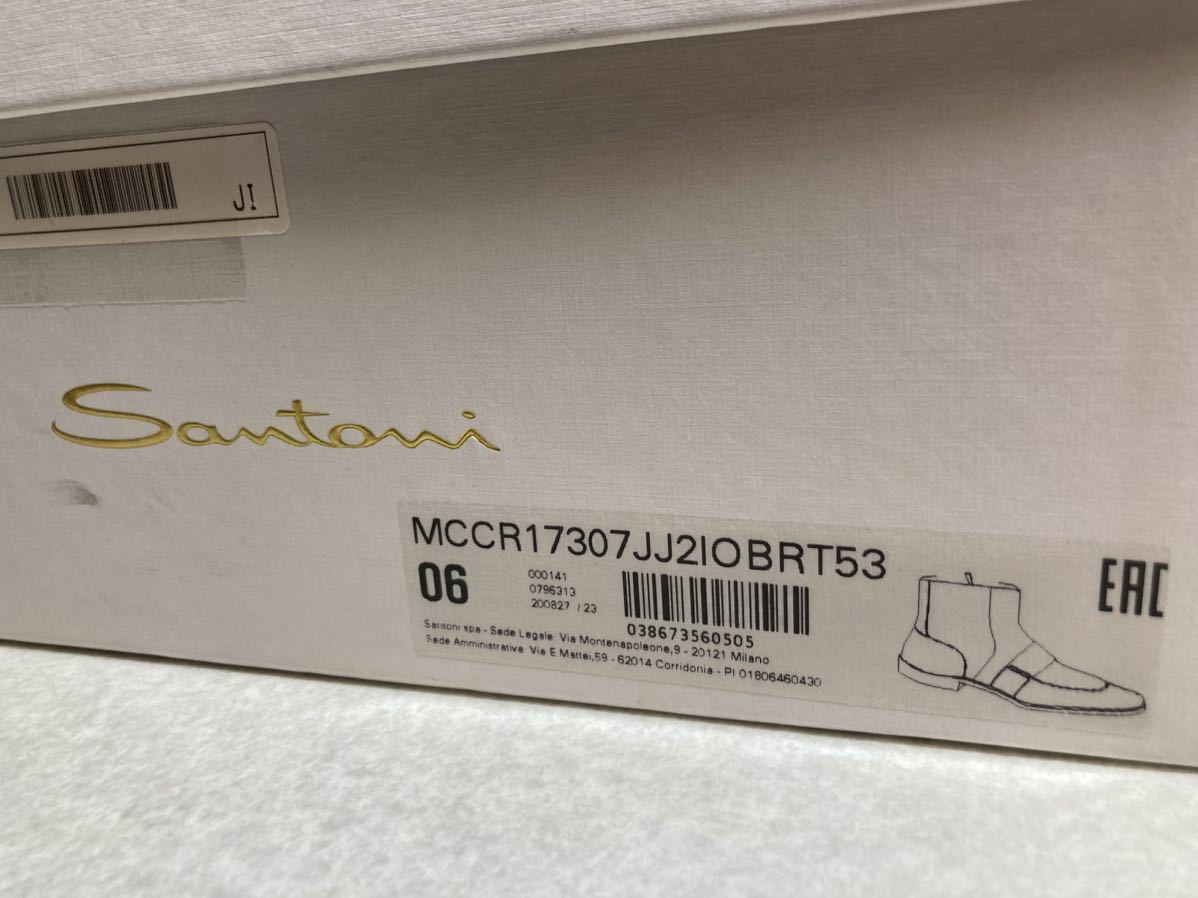 JI
Santoni
MCCR17307JJ2IOBRT53
06
000141
0796313
200827 /23
038673560505
Santoni spa - Sede Legale: Via Montenapoleone,9 - 20121 Milano
Sede Amministrativa: Via E Mattei,59 - 62014 Corridonia - PI 01806460430
EAC